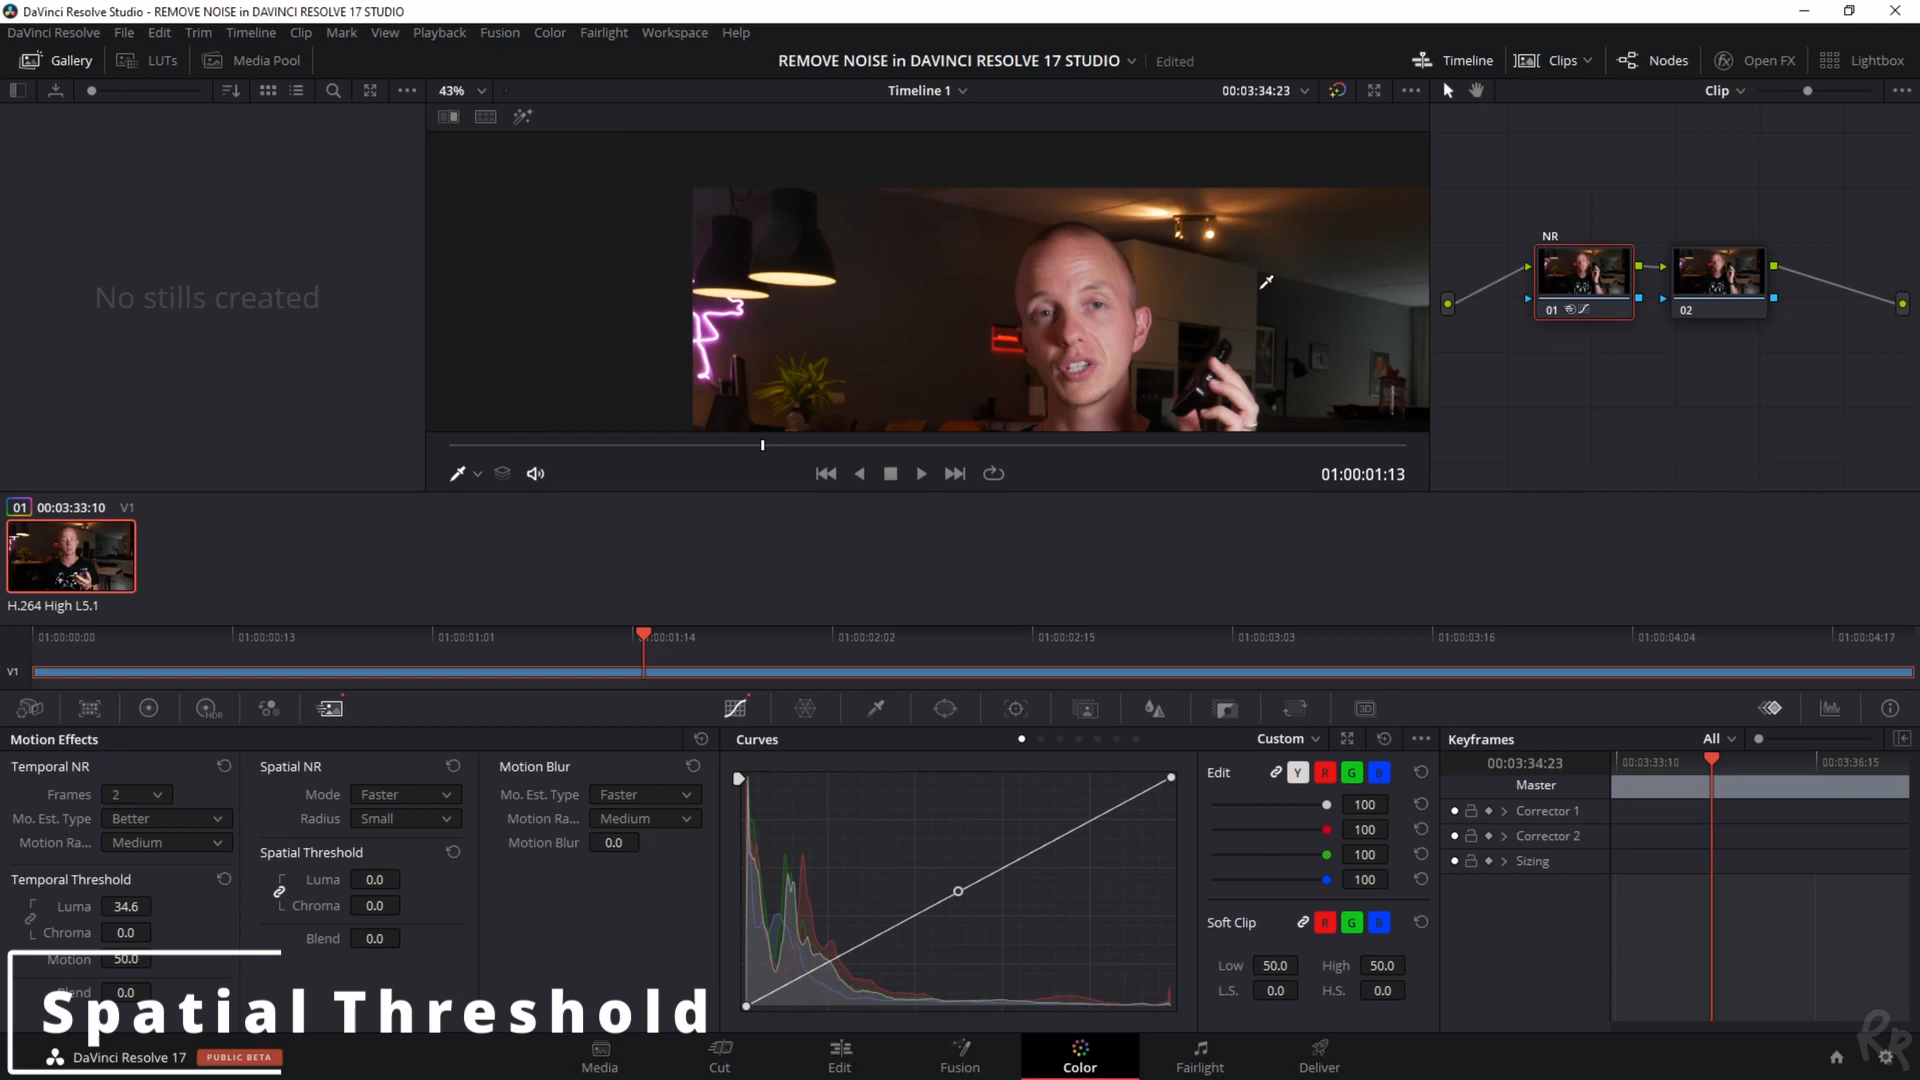 DaVinci Resolve Studio - REMOVE NOISE in DAVINCI RESOLVE 17 STUDIO
DaVinci Resolve File Edit Trim Timeline Clip Mark View Playback Fusion Color Fairlight Workspace Help
Gallery LUTs Media Pool REMOVE NOISE in DAVINCI RESOLVE 17 STUDIO Edited Timeline Clips Nodes fx Open FX Lightbox
43% Timeline 1 00:03:34:23 Clip
No stills created
NR
01 02
01:00:01:13
01 00:03:33:10 V1
H.264 High L5.1
01:00:00:00 01:00:00:13 01:00:01:01 01:00:01:14 01:00:02:02 01:00:02:15 01:00:03:03 01:00:03:16 01:00:04:04 01:00:04:17
V1
HDR 3D
Motion Effects
Temporal NR
Frames 2
Mo. Est. Type Better
Motion Ra... Medium
Temporal Threshold
Luma 34.6
Chroma 0.0
Motion 50.0
Blend 0.0
Spatial NR
Mode Faster
Radius Small
Spatial Threshold
Luma 0.0
Chroma 0.0
Blend 0.0
Motion Blur
Mo. Est. Type Faster
Motion Ra... Medium
Motion Blur 0.0
Curves Custom
Edit Y R G B
100
100
100
100
Soft Clip R G B
Low 50.0 High 50.0
L.S. 0.0 H.S. 0.0
Keyframes All
00:03:34:23 00:03:33:10 00:03:36:15
Master
Corrector 1
Corrector 2
Sizing
Spatial Threshold
DaVinci Resolve 17 PUBLIC BETA
Media Cut Edit Fusion Color Fairlight Deliver
RR